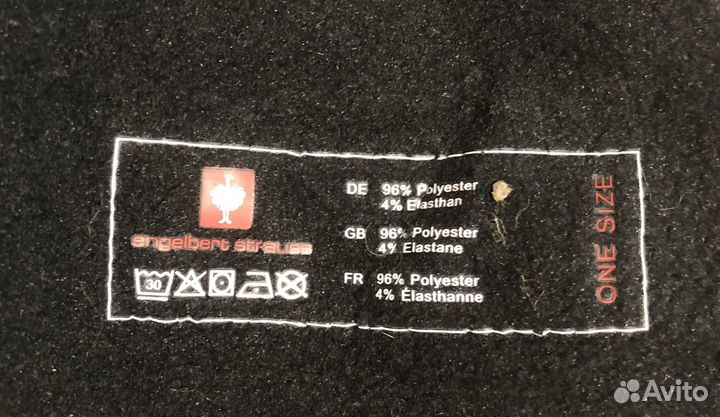 engelbert strauss
30
DE 96% Polyester
4% Elasthan
GB 96% Polyester
4% Elastane
FR 96% Polyester
4% Élasthanne
ONE SIZE
Avito